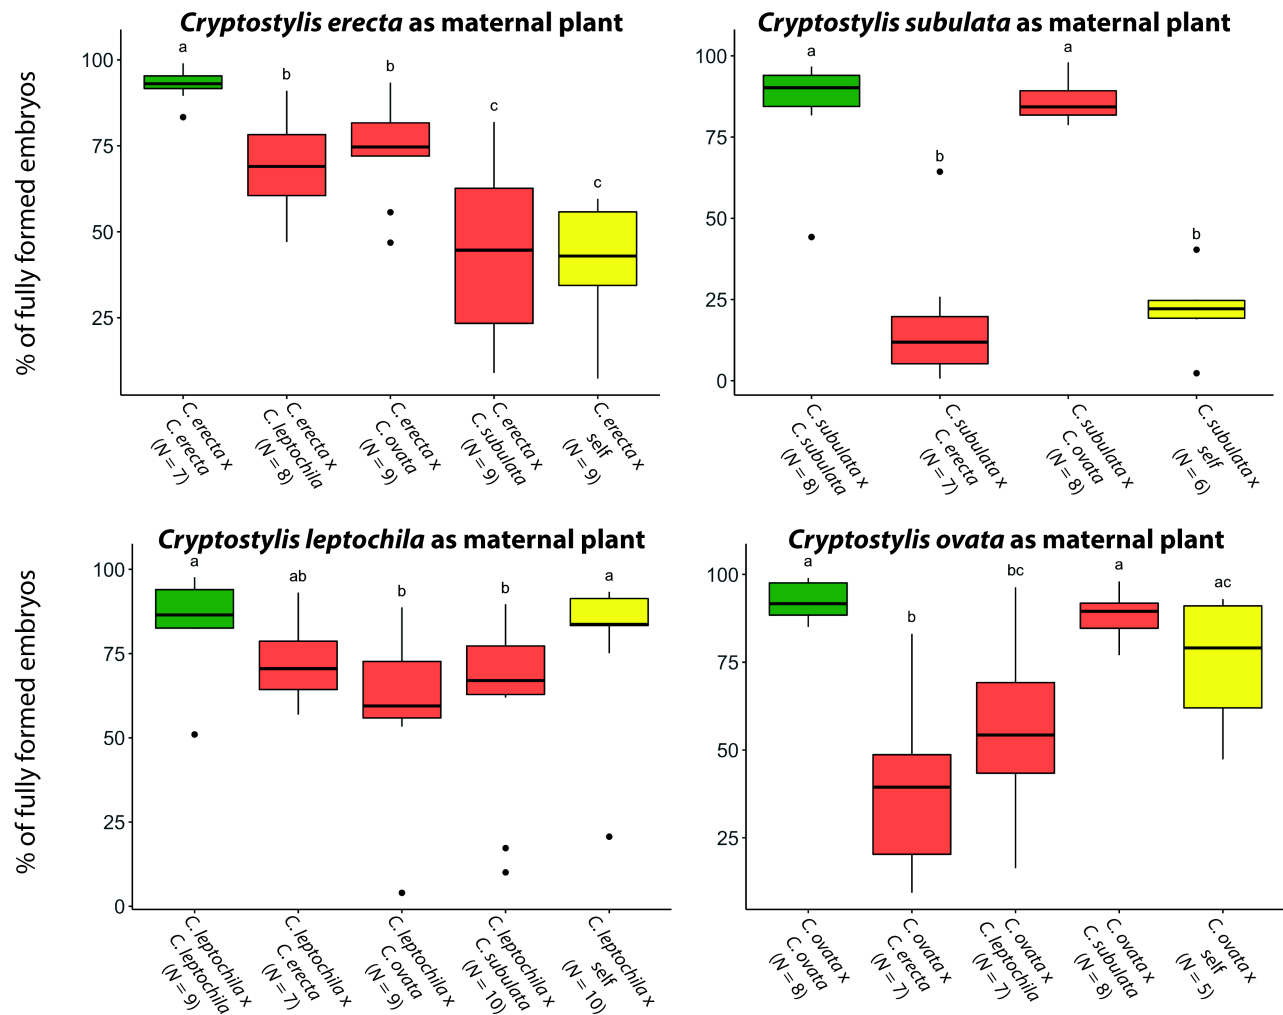 Cryptostylis erecta as maternal plant
% of fully formed embryos
100
75
50
25
a
b
b
c
c
C. erecta x
C. erecta
(N = 7)
C. erecta x
C. leptochila
(N = 8)
C. erecta x
C. ovata
(N = 9)
C. erecta x
C. subulata
(N = 9)
C. erecta x
self
(N = 9)
Cryptostylis subulata as maternal plant
100
75
50
25
0
a
b
a
b
C. subulata x
C. subulata
(N = 8)
C. subulata x
C. erecta
(N = 7)
C. subulata x
C. ovata
(N = 8)
C. subulata x
self
(N = 6)
Cryptostylis leptochila as maternal plant
% of fully formed embryos
100
75
50
25
0
a
ab
b
b
a
C. leptochila x
C. leptochila
(N = 9)
C. leptochila x
C. erecta
(N = 7)
C. leptochila x
C. ovata
(N = 9)
C. leptochila x
C. subulata
(N = 10)
C. leptochila x
self
(N = 10)
Cryptostylis ovata as maternal plant
100
75
50
25
a
b
bc
a
ac
C. ovata x
C. ovata
(N = 8)
C. ovata x
C. erecta
(N = 7)
C. ovata x
C. leptochila
(N = 7)
C. ovata x
C. subulata
(N = 8)
C. ovata x
self
(N = 5)